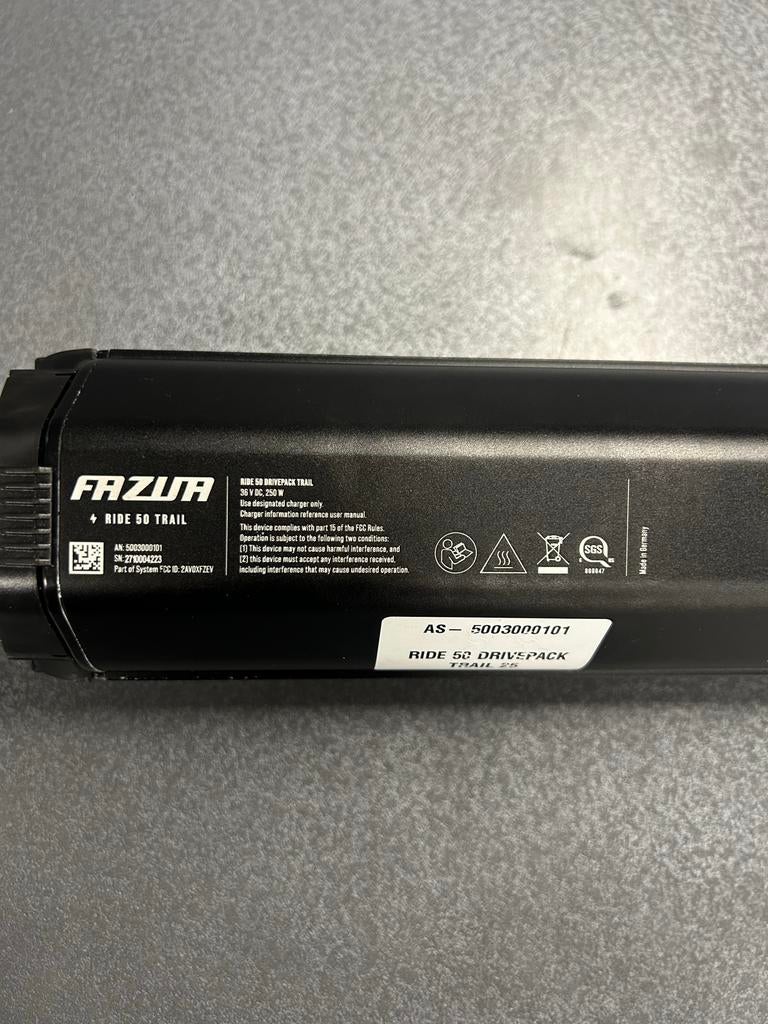 FAZUA
RIDE 50 TRAIL
AN: 5003000101
SN: 2710004223
Part of System FCC ID: 2AVOXFZEV
RIDE 50 DRIVEPACK TRAIL
36 V DC, 250 W
Use designated charger only
Charger information reference user manual.
This device complies with part 15 of the FCC Rules.
Operation is subject to the following two conditions:
(1) This device may not cause harmful interference, and
(2) this device must accept any interference received,
including interference that may cause undesired operation.
SGS
Made in Germany
AS– 5003000101
RIDE 50 DRIVEPACK
TRAIL 25